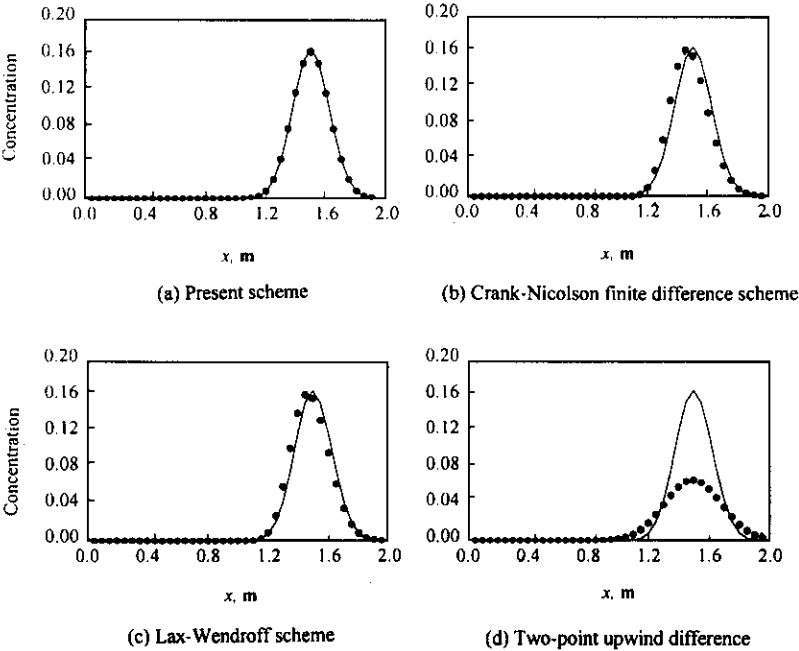 0.20
0.16
0.12
0.08
0.04
0.00
Concentration
0.0 0.4 0.8 1.2 1.6 2.0
x, m
(a) Present scheme
0.20
0.16
0.12
0.08
0.04
0.00
0.0 0.4 0.8 1.2 1.6 2.0
x, m
(b) Crank-Nicolson finite difference scheme
0.20
0.16
0.12
0.08
0.04
0.00
Concentration
0.0 0.4 0.8 1.2 1.6 2.0
x, m
(c) Lax-Wendroff scheme
0.20
0.16
0.12
0.08
0.04
0.00
0.0 0.4 0.8 1.2 1.6 2.0
x, m
(d) Two-point upwind difference